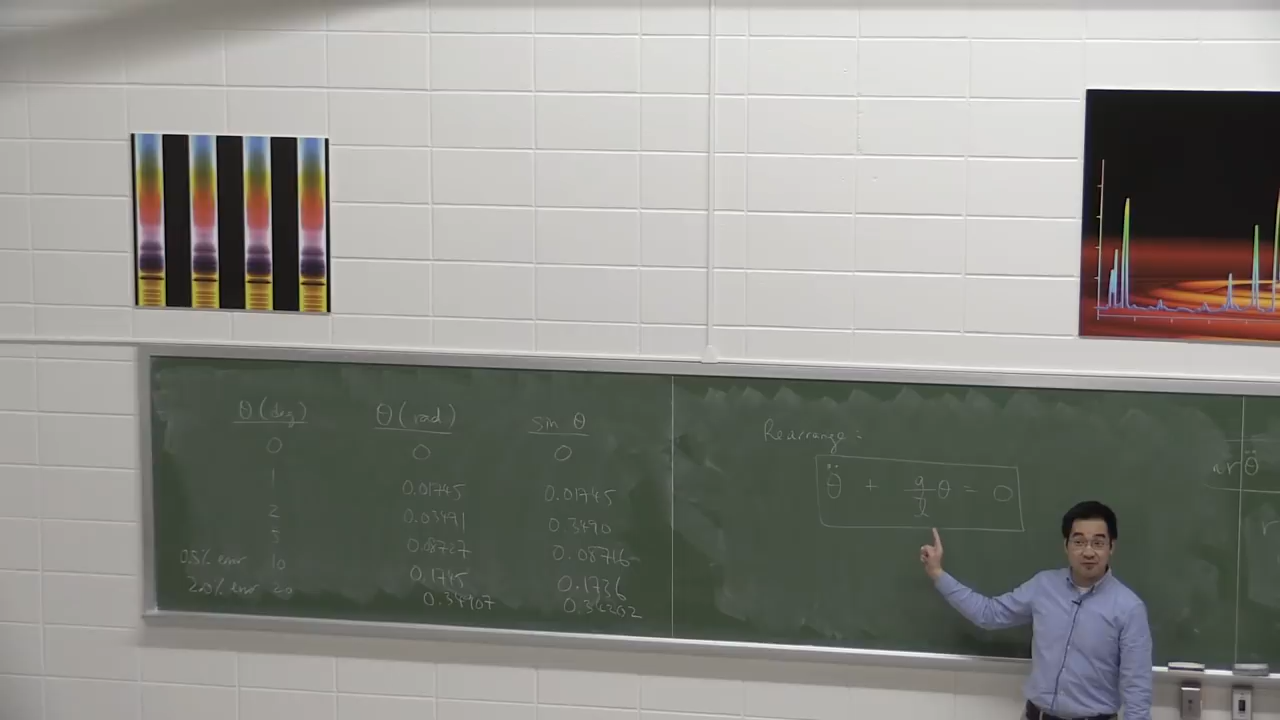 θ (deg) θ (rad) sin θ
0 0 0
1 0.01745 0.01745
2 0.03491 0.3490
5 0.08727 0.08716
0.5% error 10 0.1745 0.1736
2.0% error 20 0.34907 0.34202
Rearrange:
θ̈ + g/l θ = 0